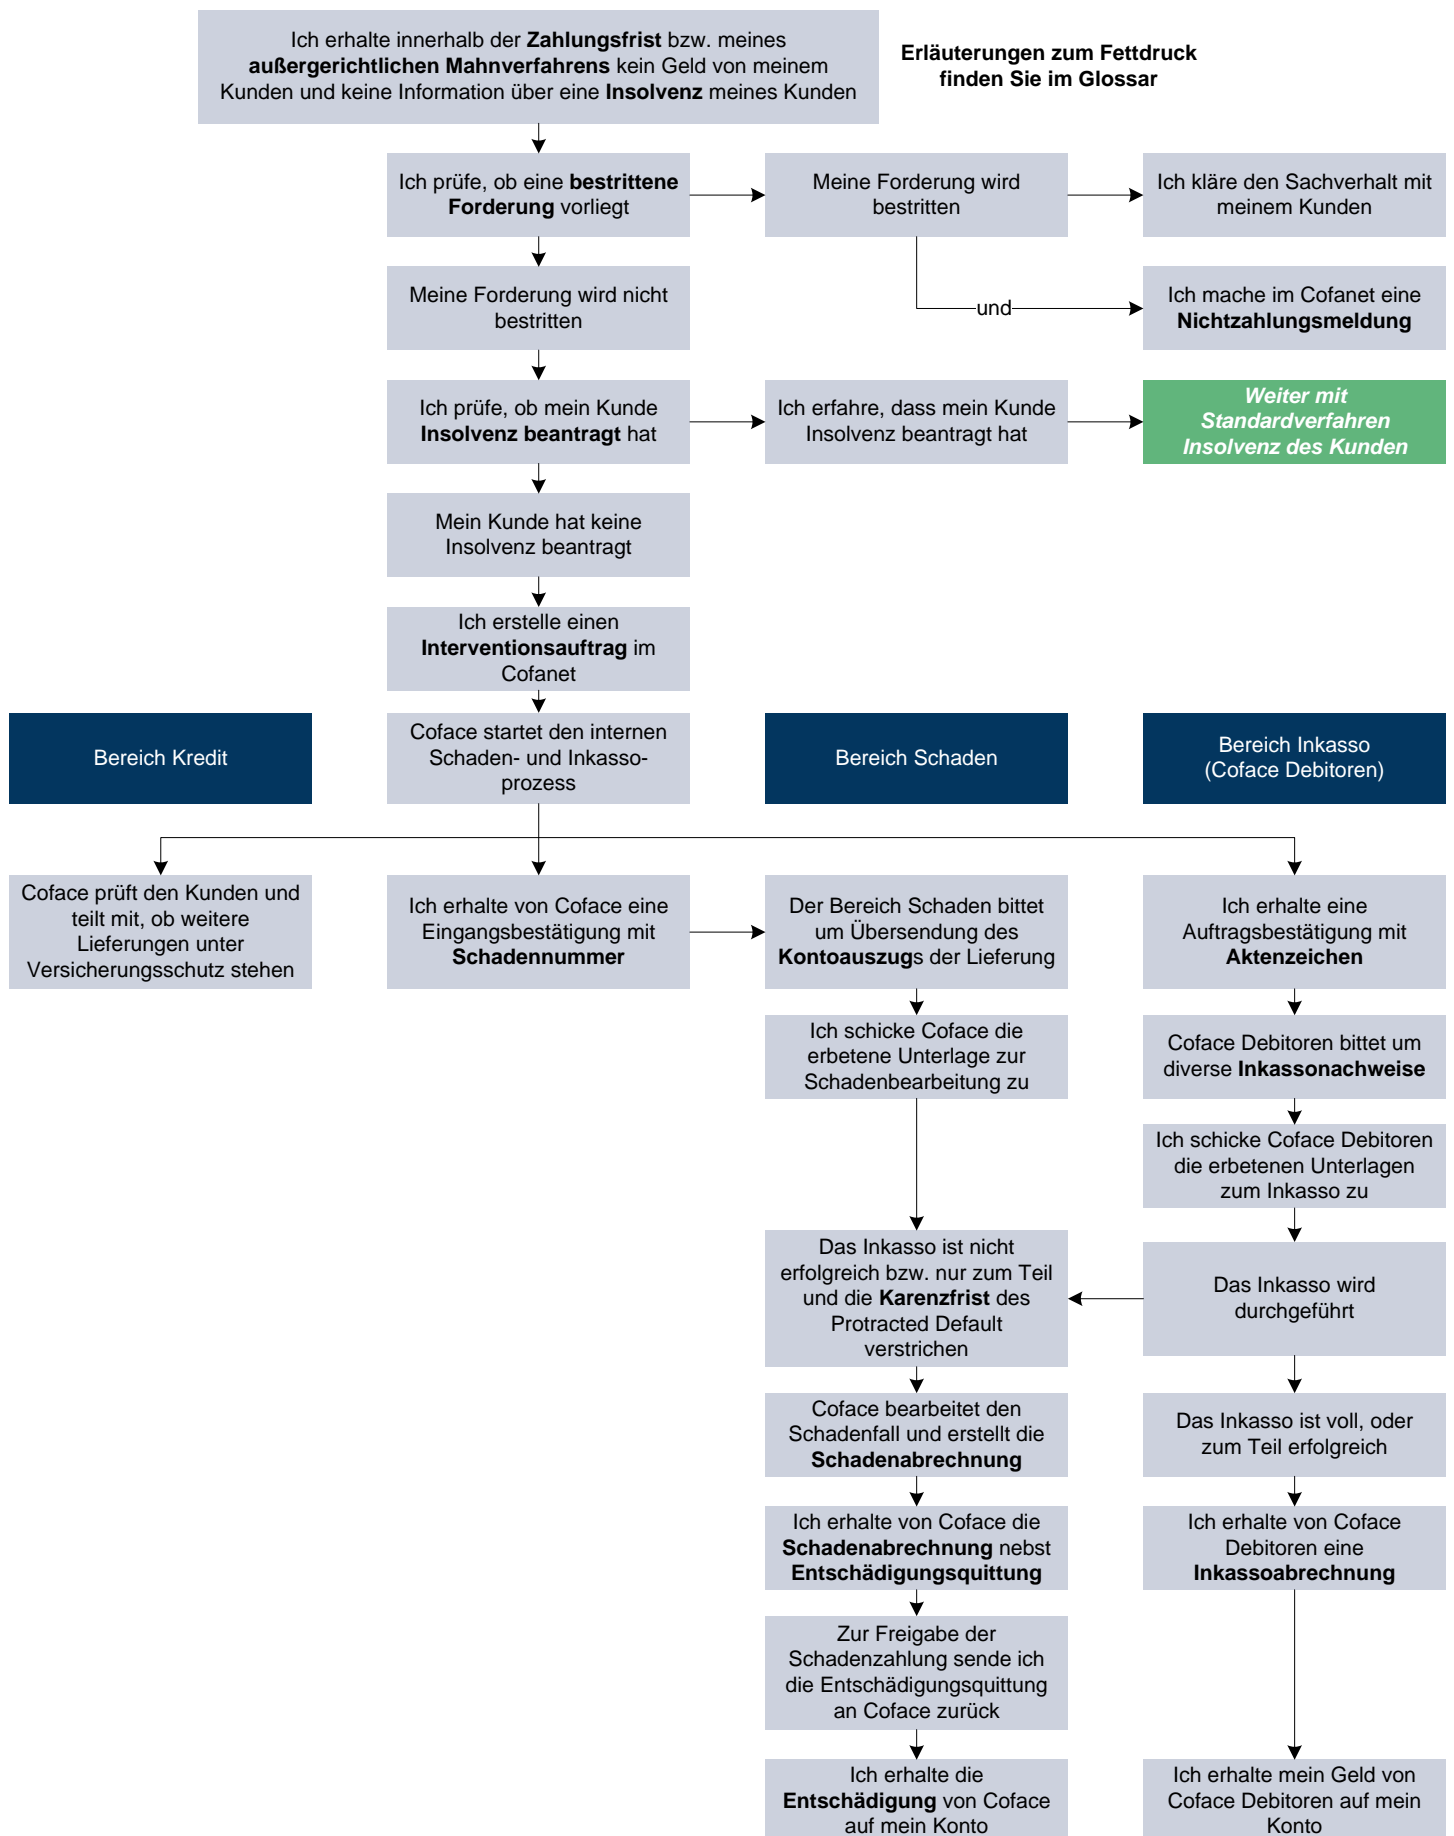 Ich erhalte innerhalb der Zahlungsfrist bzw. meines
außergerichtlichen Mahnverfahrens kein Geld von meinem
Kunden und keine Information über eine Insolvenz meines Kunden
Erläuterungen zum Fettdruck
finden Sie im Glossar
Ich prüfe, ob eine bestrittene
Forderung vorliegt
Meine Forderung wird
bestritten
Ich kläre den Sachverhalt mit
meinem Kunden
Meine Forderung wird nicht
bestritten
und
Ich mache im Cofanet eine
Nichtzahlungsmeldung
Ich prüfe, ob mein Kunde
Insolvenz beantragt hat
Ich erfahre, dass mein Kunde
Insolvenz beantragt hat
Weiter mit
Standardverfahren
Insolvenz des Kunden
Mein Kunde hat keine
Insolvenz beantragt
Ich erstelle einen
Interventionsauftrag im
Cofanet
Bereich Kredit
Coface startet den internen
Schaden- und Inkasso-
prozess
Bereich Schaden
Bereich Inkasso
(Coface Debitoren)
Coface prüft den Kunden und
teilt mit, ob weitere
Lieferungen unter
Versicherungsschutz stehen
Ich erhalte von Coface eine
Eingangsbestätigung mit
Schadennummer
Der Bereich Schaden bittet
um Übersendung des
Kontoauszugs der Lieferung
Ich erhalte eine
Auftragsbestätigung mit
Aktenzeichen
Ich schicke Coface die
erbetene Unterlage zur
Schadenbearbeitung zu
Coface Debitoren bittet um
diverse Inkassonachweise
Ich schicke Coface Debitoren
die erbetenen Unterlagen
zum Inkasso zu
Das Inkasso ist nicht
erfolgreich bzw. nur zum Teil
und die Karenzfrist des
Protracted Default
verstrichen
Das Inkasso wird
durchgeführt
Coface bearbeitet den
Schadenfall und erstellt die
Schadenabrechnung
Das Inkasso ist voll, oder
zum Teil erfolgreich
Ich erhalte von Coface die
Schadenabrechnung nebst
Entschädigungsquittung
Ich erhalte von Coface
Debitoren eine
Inkassoabrechnung
Zur Freigabe der
Schadenzahlung sende ich
die Entschädigungsquittung
an Coface zurück
Ich erhalte die
Entschädigung von Coface
auf mein Konto
Ich erhalte mein Geld von
Coface Debitoren auf mein
Konto